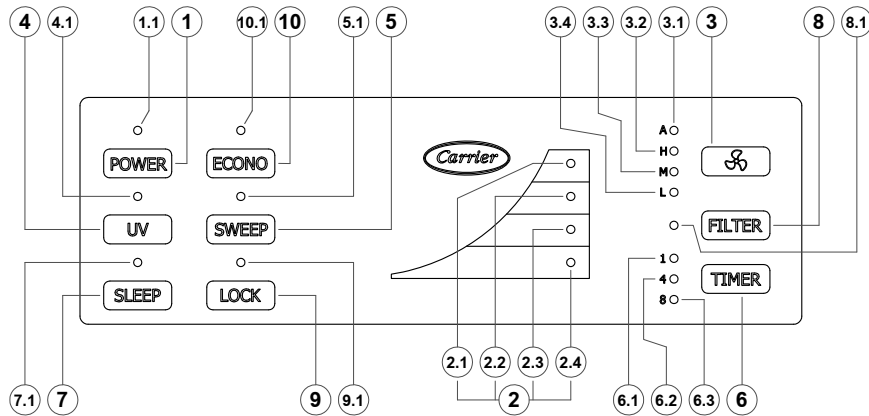 4 4.1 1.1 1 10.1 10 5.1 5 3.4 3.3 3.2 3.1 3 8 8.1
A
H
POWER ECONO Carrier
M
L
UV SWEEP FILTER
1
SLEEP LOCK 4 TIMER
8
2.1 2.2 2.3 2.4
7.1 7 9 9.1 2 6.1 6.2 6.3 6